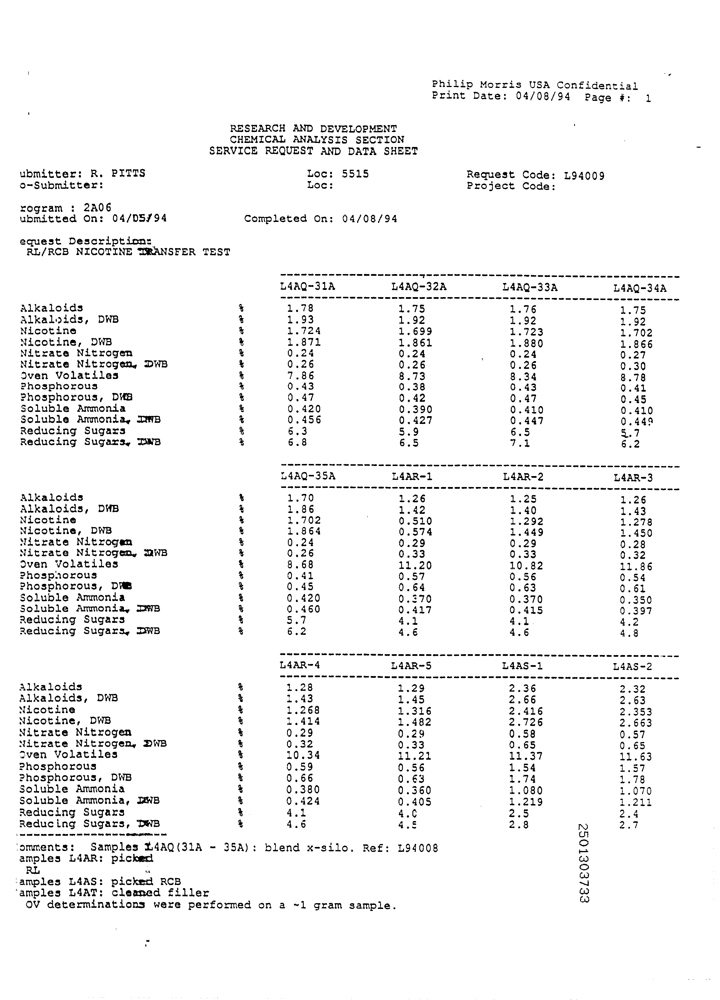 Philip Morris USA Confidential
Print Date: 04/08/94 Page #: 1
RESEARCH AND DEVELOPMENT
CHEMICAL ANALYSIS SECTION
SERVICE REQUEST AND DATA SHEET
ubmitter: R. PITTS Loc: 5515 Request Code: L94009
o-Submitter: Loc: Project Code:
rogram : 2A06
ubmitted On: 04/05/94 Completed On: 04/08/94
equest Description:
RL/RCB NICOTINE TRANSFER TEST
L4AQ-31A L4AQ-32A L4AQ-33A L4AQ-34A
Alkaloids % 1.78 1.75 1.76 1.75
Alkaloids, DWB % 1.93 1.92 1.92 1.92
Nicotine % 1.724 1.699 1.723 1.702
Nicotine, DWB % 1.871 1.861 1.880 1.866
Nitrate Nitrogen % 0.24 0.24 0.24 0.27
Nitrate Nitrogen, DWB % 0.26 0.26 0.26 0.30
Oven Volatiles % 7.86 8.73 8.34 8.78
Phosphorous % 0.43 0.38 0.43 0.41
Phosphorous, DWB % 0.47 0.42 0.47 0.45
Soluble Ammonia % 0.420 0.390 0.410 0.410
Soluble Ammonia, DWB % 0.456 0.427 0.447 0.449
Reducing Sugars % 6.3 5.9 6.5 5.7
Reducing Sugars, DWB % 6.8 6.5 7.1 6.2
L4AQ-35A L4AR-1 L4AR-2 L4AR-3
Alkaloids % 1.70 1.26 1.25 1.26
Alkaloids, DWB % 1.86 1.42 1.40 1.43
Nicotine % 1.702 0.510 1.292 1.278
Nicotine, DWB % 1.864 0.574 1.449 1.450
Nitrate Nitrogen % 0.24 0.29 0.29 0.28
Nitrate Nitrogen, DWB % 0.26 0.33 0.33 0.32
Oven Volatiles % 8.68 11.20 10.82 11.86
Phosphorous % 0.41 0.57 0.56 0.54
Phosphorous, DWB % 0.45 0.64 0.63 0.61
Soluble Ammonia % 0.420 0.370 0.370 0.350
Soluble Ammonia, DWB % 0.460 0.417 0.415 0.397
Reducing Sugars % 5.7 4.1 4.1 4.2
Reducing Sugars, DWB % 6.2 4.6 4.6 4.8
L4AR-4 L4AR-5 L4AS-1 L4AS-2
Alkaloids % 1.28 1.29 2.36 2.32
Alkaloids, DWB % 1.43 1.45 2.66 2.63
Nicotine % 1.268 1.316 2.416 2.353
Nicotine, DWB % 1.414 1.482 2.726 2.663
Nitrate Nitrogen % 0.29 0.29 0.58 0.57
Nitrate Nitrogen, DWB % 0.32 0.33 0.65 0.65
Oven Volatiles % 10.34 11.21 11.37 11.63
Phosphorous % 0.59 0.56 1.54 1.57
Phosphorous, DWB % 0.66 0.63 1.74 1.78
Soluble Ammonia % 0.380 0.360 1.080 1.070
Soluble Ammonia, DWB % 0.424 0.405 1.219 1.211
Reducing Sugars % 4.1 4.0 2.5 2.4
Reducing Sugars, DWB % 4.6 4.5 2.8 2.7
omments: Samples L4AQ(31A - 35A): blend x-silo. Ref: L94008
amples L4AR: picked
RL
amples L4AS: picked RCB
amples L4AT: cleaned filler
OV determinations were performed on a ~1 gram sample.
2501303733